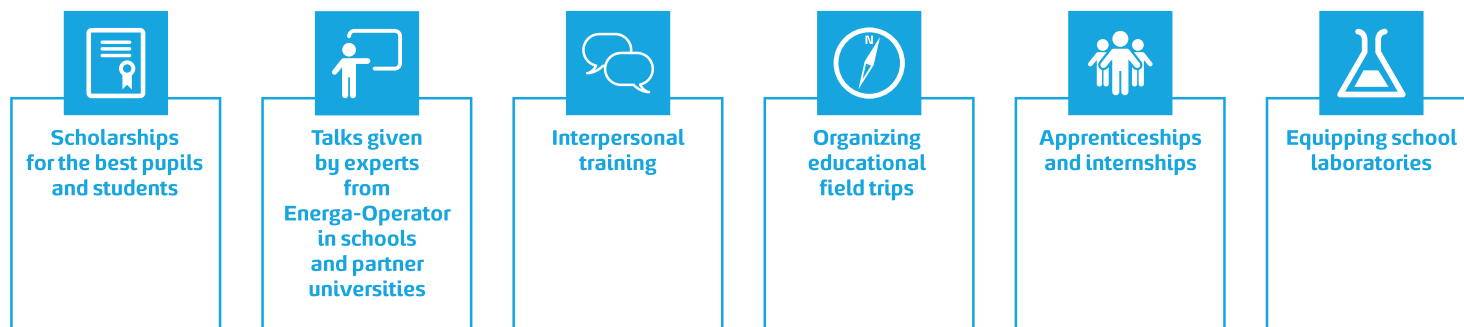 Scholarships
for the best pupils
and students
Talks given
by experts
from
Energa-Operator
in schools
and partner
universities
Interpersonal
training
N
Organizing
educational
field trips
Apprenticeships
and internships
Equipping school
laboratories